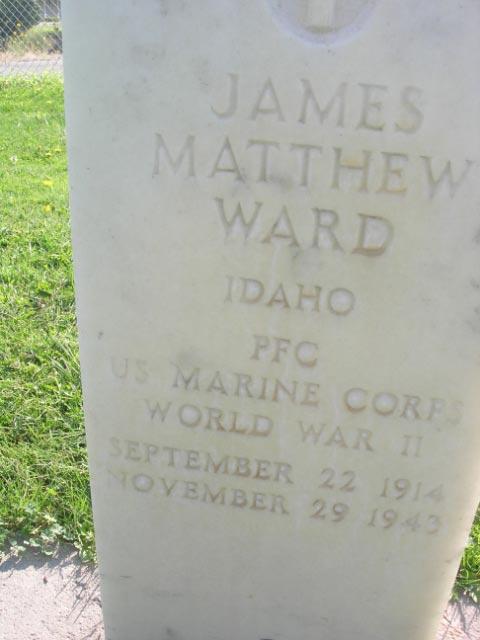 JAMES
MATTHEW
WARD
IDAHO
PFC
US MARINE CORPS
WORLD WAR II
SEPTEMBER 22 1914
NOVEMBER 29 1943